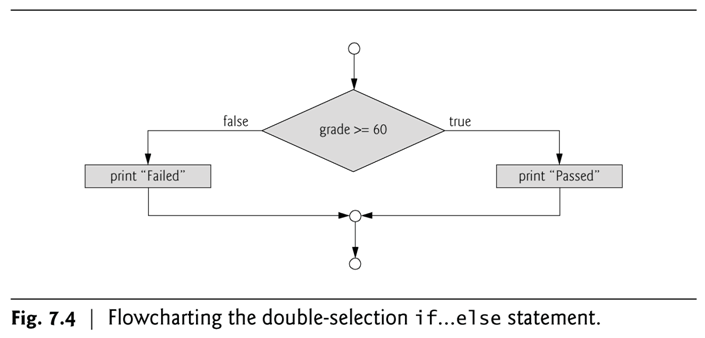 false
grade >= 60
true
print “Failed”
print “Passed”
Fig. 7.4 | Flowcharting the double-selection if…else statement.